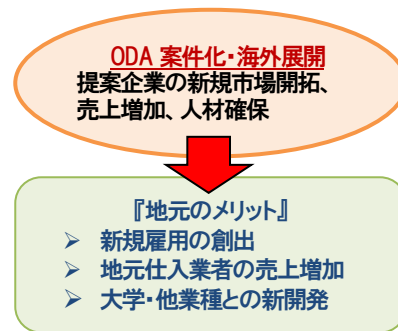 ODA 案件化・海外展開
提案企業の新規市場開拓、
売上増加、人材確保
『地元のメリット』
➢ 新規雇用の創出
➢ 地元仕入業者の売上増加
➢ 大学・他業種との新開発